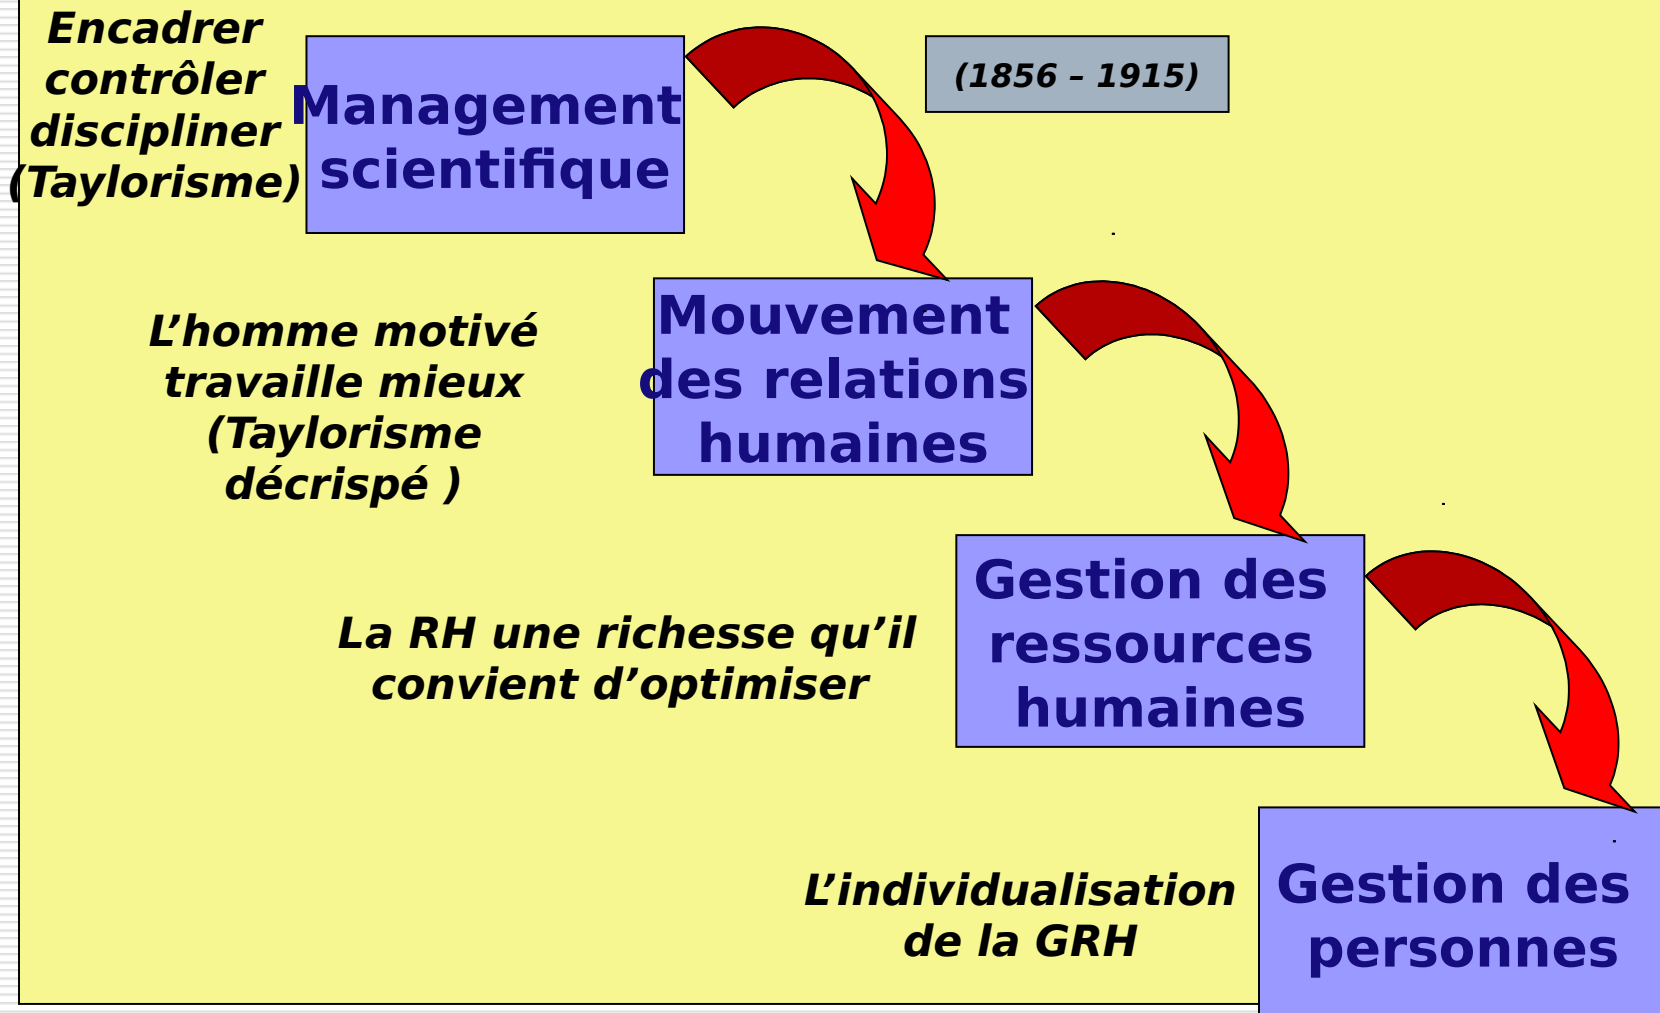 Encadrer
contrôler
discipliner
(Taylorisme)
Management
scientifique
(1856 – 1915)
L’homme motivé
travaille mieux
(Taylorisme
décrispé )
Mouvement
des relations
humaines
La RH une richesse qu’il
convient d’optimiser
Gestion des
ressources
humaines
L’individualisation
de la GRH
Gestion des
personnes